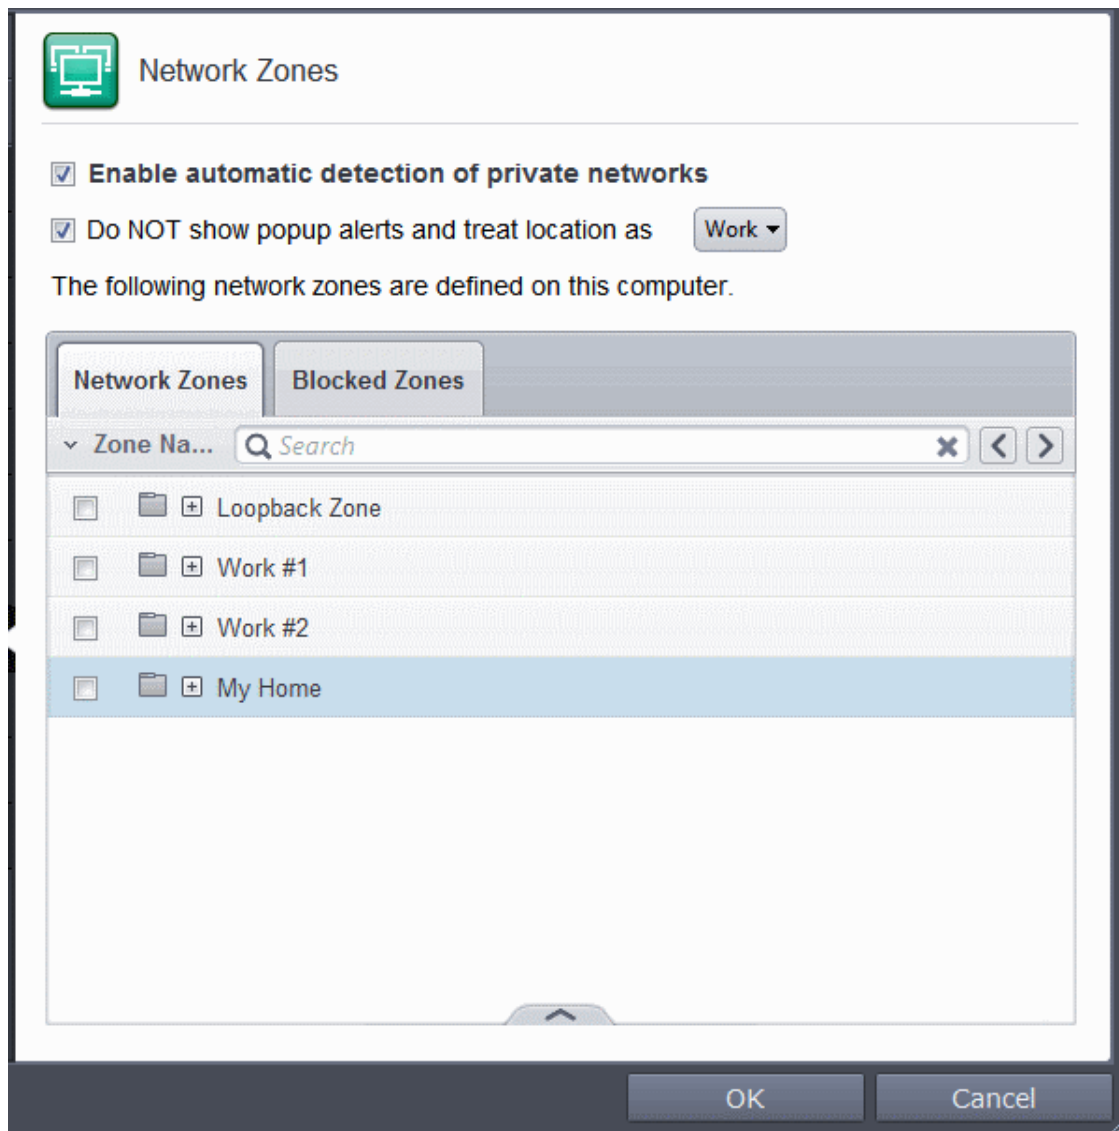 Network Zones
Enable automatic detection of private networks
Do NOT show popup alerts and treat location as Work
The following network zones are defined on this computer.
Network Zones Blocked Zones
Zone Na... Search
Loopback Zone
Work #1
Work #2
My Home
OK Cancel